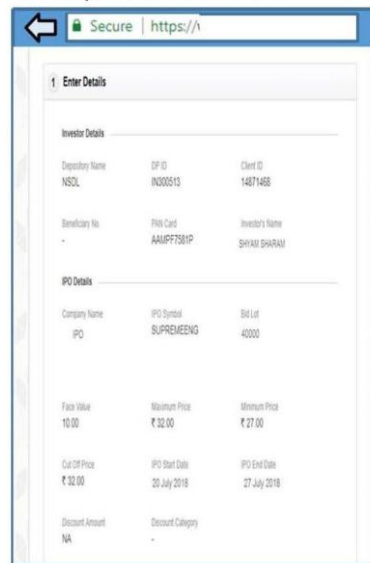 Secure | https://
1 Enter Details
Investor Details
Depository Name DP ID Client ID
NSDL IN300513 14871468
Beneficiary No PAN Card Investor's Name
- AAMPF7581P SHYAM SHARAM
IPO Details
Company Name IPO Symbol Bid Lot
IPO SUPREMEENG 40000
Face Value Maximum Price Minimum Price
10.00 ₹ 32.00 ₹ 27.00
Cut Off Price IPO Start Date IPO End Date
₹ 32.00 20 July 2018 27 July 2018
Discount Amount Discount Category
NA -